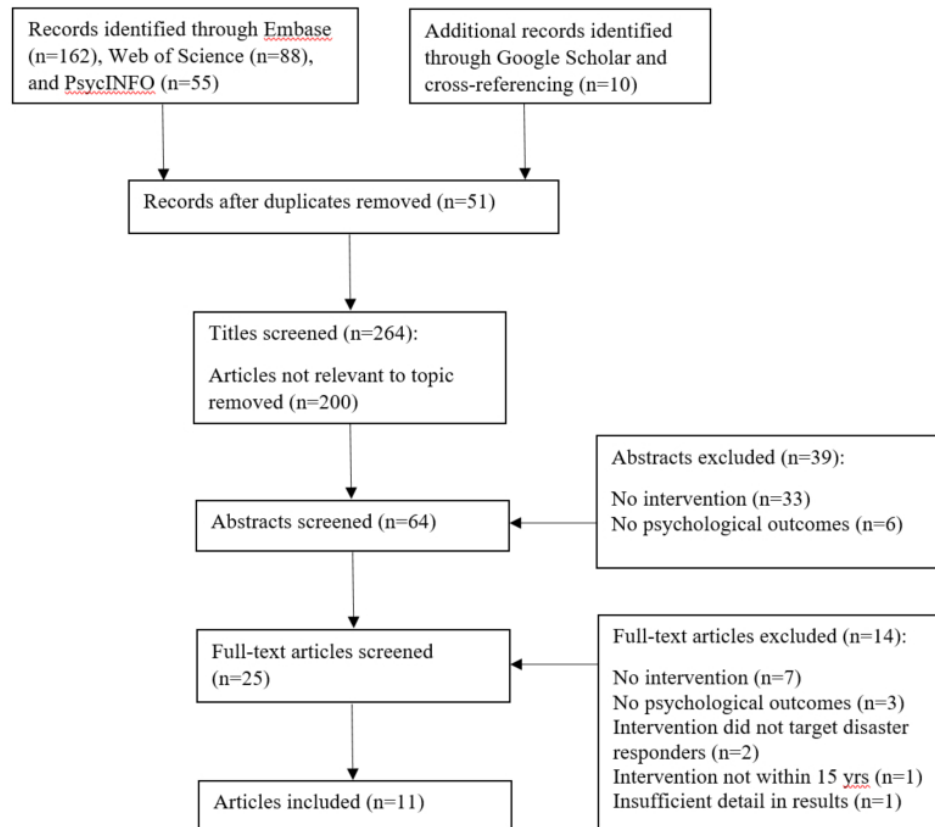 Records identified through Embase
(n=162), Web of Science (n=88),
and PsycINFO (n=55)
Additional records identified
through Google Scholar and
cross-referencing (n=10)
Records after duplicates removed (n=51)
Titles screened (n=264):
Articles not relevant to topic
removed (n=200)
Abstracts screened (n=64)
Abstracts excluded (n=39):
No intervention (n=33)
No psychological outcomes (n=6)
Full-text articles screened
(n=25)
Full-text articles excluded (n=14):
No intervention (n=7)
No psychological outcomes (n=3)
Intervention did not target disaster
responders (n=2)
Intervention not within 15 yrs (n=1)
Insufficient detail in results (n=1)
Articles included (n=11)